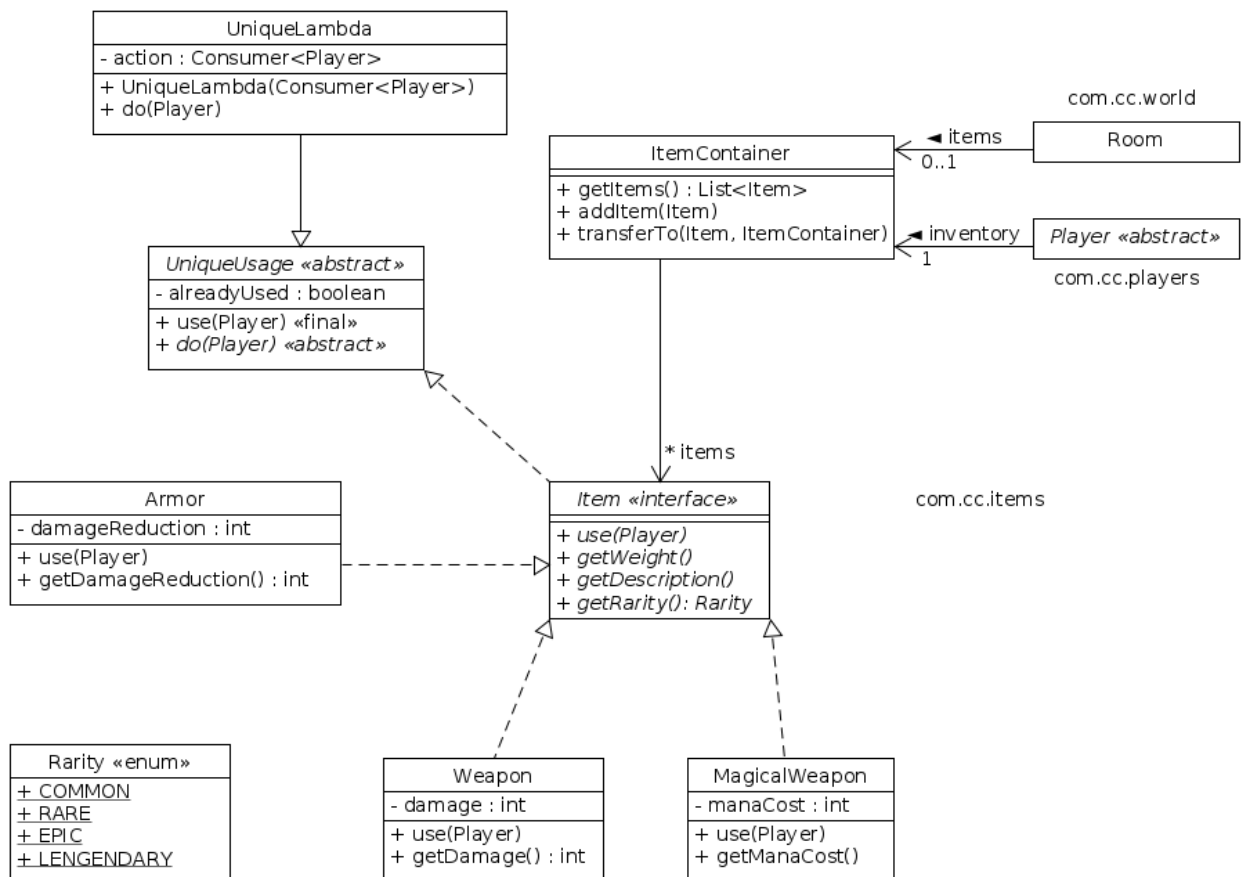 UniqueLambda
- action : Consumer<Player>
+ UniqueLambda(Consumer<Player>)
+ do(Player)
com.cc.world
Room
◄ items
0..1
ItemContainer
+ getItems() : List<Item>
+ addItem(Item)
+ transferTo(Item, ItemContainer)
◄ inventory
1
Player «abstract»
com.cc.players
UniqueUsage «abstract»
- alreadyUsed : boolean
+ use(Player) «final»
+ do(Player) «abstract»
* items
Armor
- damageReduction : int
+ use(Player)
+ getDamageReduction() : int
Item «interface»
+ use(Player)
+ getWeight()
+ getDescription()
+ getRarity(): Rarity
com.cc.items
Rarity «enum»
+ COMMON
+ RARE
+ EPIC
+ LENGENDARY
Weapon
- damage : int
+ use(Player)
+ getDamage() : int
MagicalWeapon
- manaCost : int
+ use(Player)
+ getManaCost()